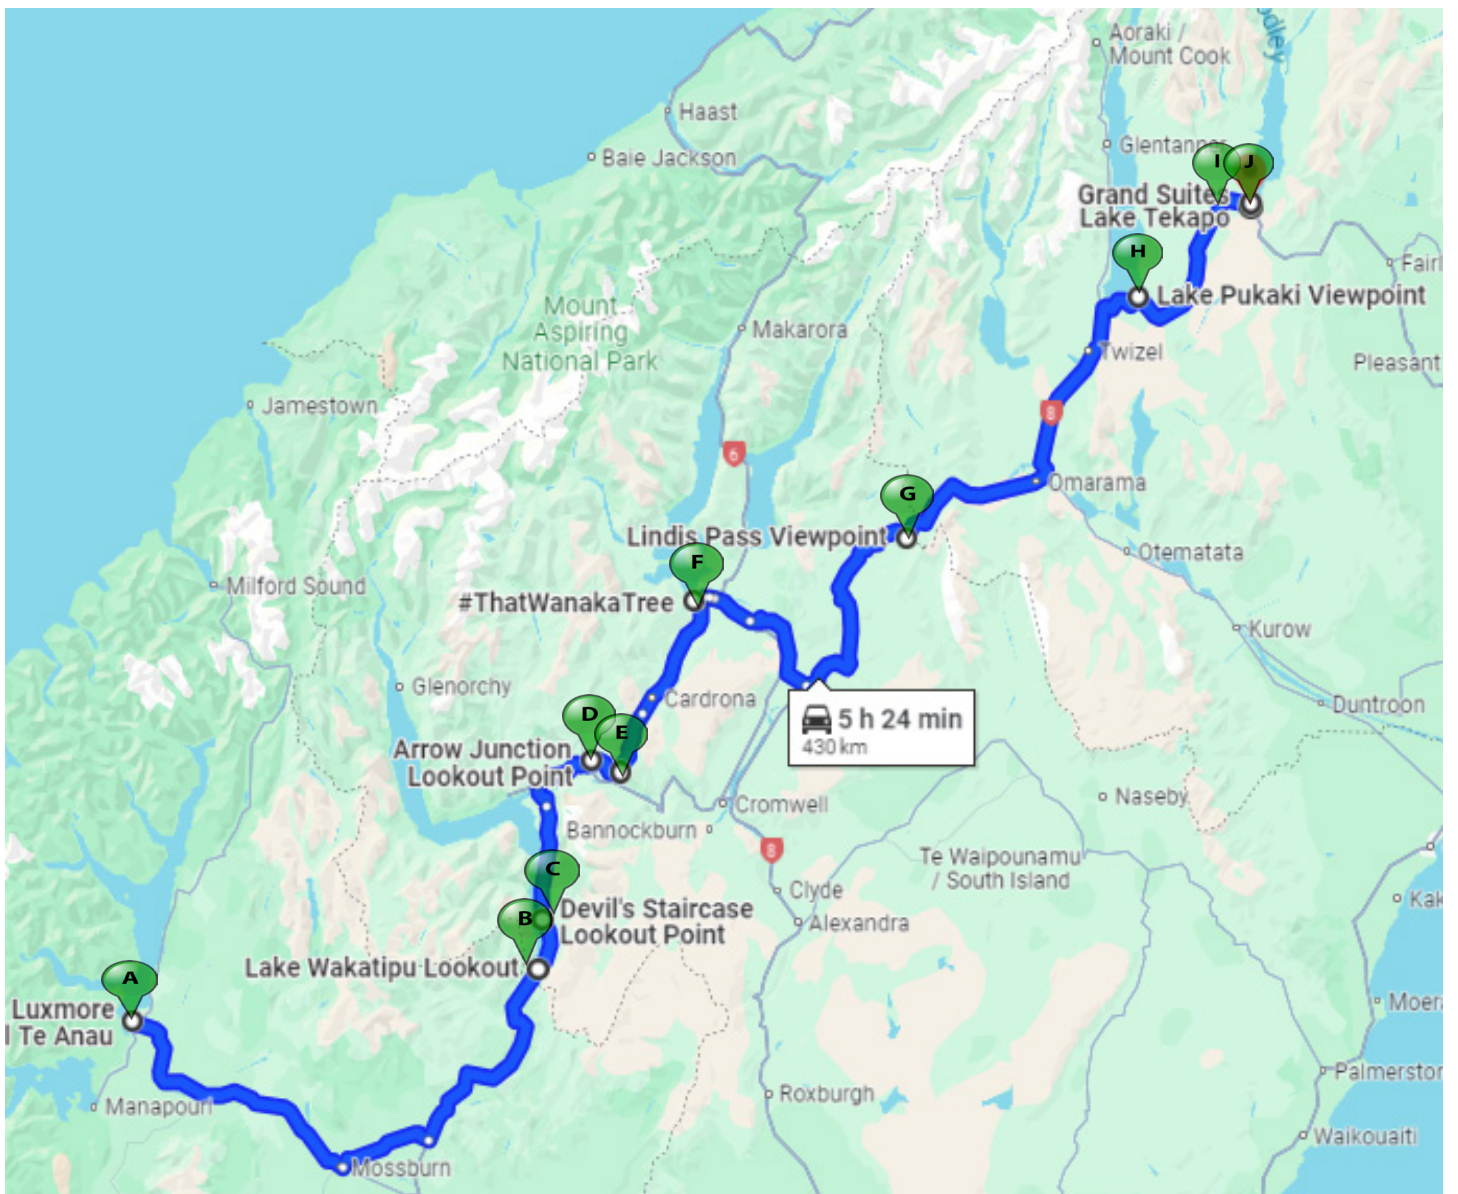 Aoraki /
Mount Cook
Haast
Baie Jackson
Glentanner
I
J
Grand Suites
Lake Tekapo
H
Lake Pukaki Viewpoint
Mount
Aspiring
National Park
Makarora
Twizel
Pleasant
Jamestown
8
6
Omarama
G
Lindis Pass Viewpoint
Otematata
F
#ThatWanakaTree
Milford Sound
Kurow
Glenorchy
Cardrona
Duntroon
5 h 24 min
430 km
D
E
Arrow Junction
Lookout Point
Cromwell
Naseby
Bannockburn
8
Te Waipounamu
/ South Island
C
Clyde
Kak
B
Devil's Staircase
Lookout Point
Alexandra
Lake Wakatipu Lookout
A
Luxmore
l Te Anau
Moera
Palmerstor
Roxburgh
Manapouri
Waikouaiti
Mossburn